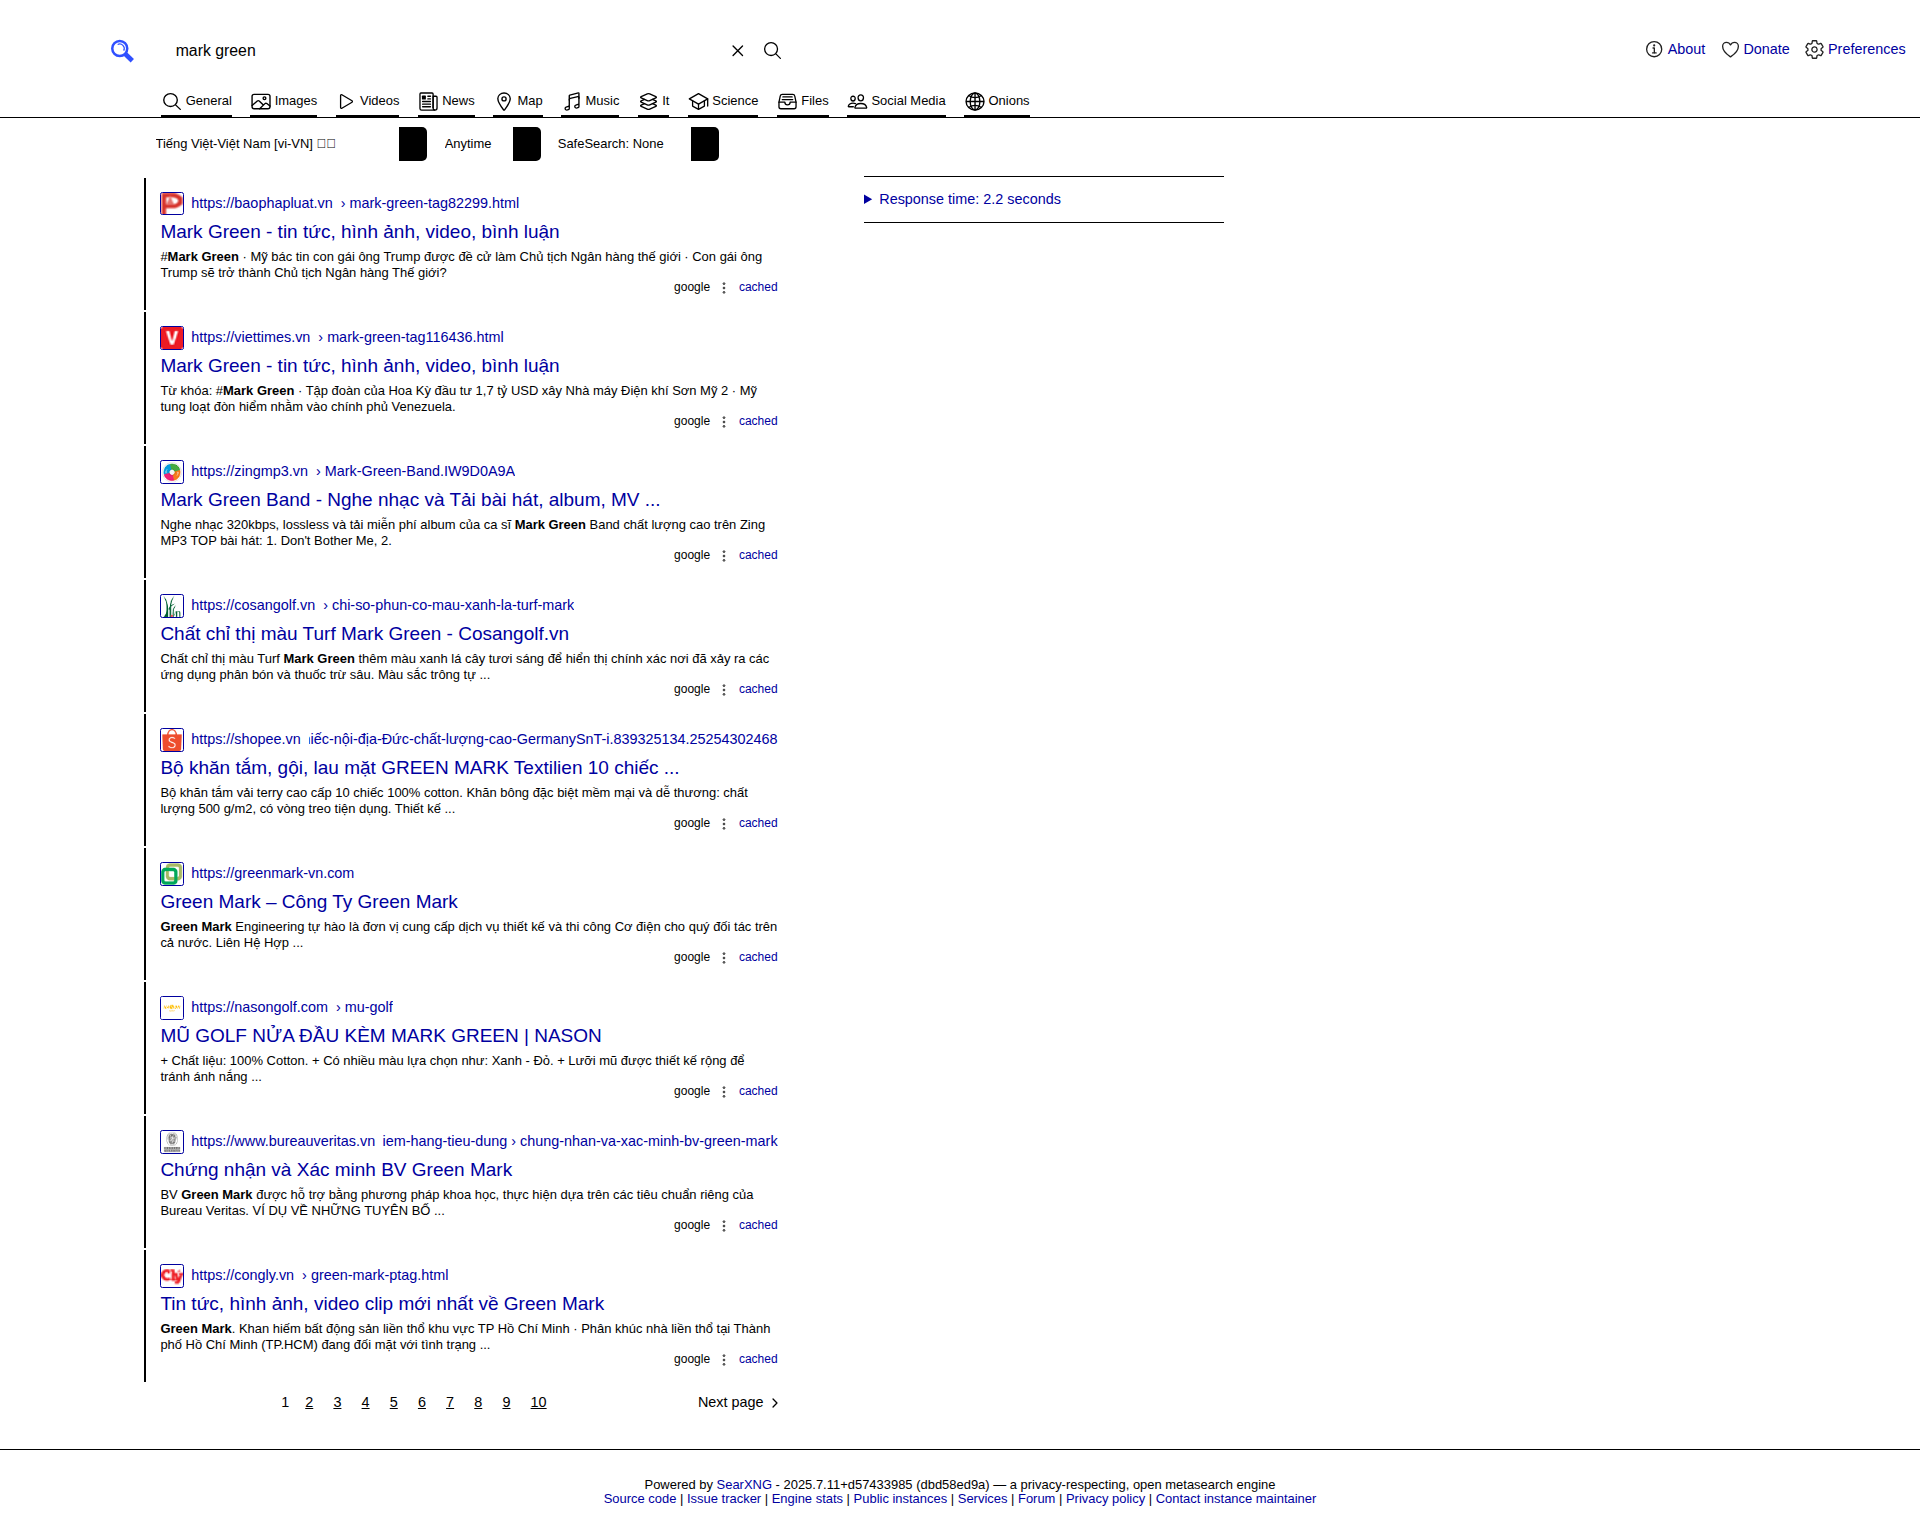 mark green
About Donate Preferences
General Images Videos News Map Music It Science Files Social Media Onions
Tiếng Việt-Việt Nam [vi-VN] Anytime SafeSearch: None
https://baophapluat.vn › mark-green-tag82299.html
Mark Green - tin tức, hình ảnh, video, bình luận
#Mark Green · Mỹ bác tin con gái ông Trump được đề cử làm Chủ tịch Ngân hàng thế giới · Con gái ông
Trump sẽ trở thành Chủ tịch Ngân hàng Thế giới?
google cached
Response time: 2.2 seconds
https://viettimes.vn › mark-green-tag116436.html
Mark Green - tin tức, hình ảnh, video, bình luận
Từ khóa: #Mark Green · Tập đoàn của Hoa Kỳ đầu tư 1,7 tỷ USD xây Nhà máy Điện khí Sơn Mỹ 2 · Mỹ
tung loạt đòn hiểm nhằm vào chính phủ Venezuela.
google cached
https://zingmp3.vn › Mark-Green-Band.IW9D0A9A
Mark Green Band - Nghe nhạc và Tải bài hát, album, MV ...
Nghe nhạc 320kbps, lossless và tải miễn phí album của ca sĩ Mark Green Band chất lượng cao trên Zing
MP3 TOP bài hát: 1. Don't Bother Me, 2.
google cached
https://cosangolf.vn › chi-so-phun-co-mau-xanh-la-turf-mark
Chất chỉ thị màu Turf Mark Green - Cosangolf.vn
Chất chỉ thị màu Turf Mark Green thêm màu xanh lá cây tươi sáng để hiển thị chính xác nơi đã xảy ra các
ứng dụng phân bón và thuốc trừ sâu. Màu sắc trông tự ...
google cached
https://shopee.vn iếc-nội-địa-Đức-chất-lượng-cao-GermanySnT-i.839325134.25254302468
Bộ khăn tắm, gội, lau mặt GREEN MARK Textilien 10 chiếc ...
Bộ khăn tắm vải terry cao cấp 10 chiếc 100% cotton. Khăn bông đặc biệt mềm mại và dễ thương: chất
lượng 500 g/m2, có vòng treo tiện dụng. Thiết kế ...
google cached
https://greenmark-vn.com
Green Mark – Công Ty Green Mark
Green Mark Engineering tự hào là đơn vị cung cấp dịch vụ thiết kế và thi công Cơ điện cho quý đối tác trên
cả nước. Liên Hệ Hợp ...
google cached
https://nasongolf.com › mu-golf
MŨ GOLF NỬA ĐẦU KÈM MARK GREEN | NASON
+ Chất liệu: 100% Cotton. + Có nhiều màu lựa chọn như: Xanh - Đỏ. + Lưỡi mũ được thiết kế rộng để
tránh ánh nắng ...
google cached
https://www.bureauveritas.vn iem-hang-tieu-dung › chung-nhan-va-xac-minh-bv-green-mark
Chứng nhận và Xác minh BV Green Mark
BV Green Mark được hỗ trợ bằng phương pháp khoa học, thực hiện dựa trên các tiêu chuẩn riêng của
Bureau Veritas. VÍ DỤ VỀ NHỮNG TUYÊN BỐ ...
google cached
https://congly.vn › green-mark-ptag.html
Tin tức, hình ảnh, video clip mới nhất về Green Mark
Green Mark. Khan hiếm bất động sản liền thổ khu vực TP Hồ Chí Minh · Phân khúc nhà liền thổ tại Thành
phố Hồ Chí Minh (TP.HCM) đang đối mặt với tình trạng ...
google cached
1 2 3 4 5 6 7 8 9 10 Next page
Powered by SearXNG - 2025.7.11+d57433985 (dbd58ed9a) — a privacy-respecting, open metasearch engine
Source code | Issue tracker | Engine stats | Public instances | Services | Forum | Privacy policy | Contact instance maintainer